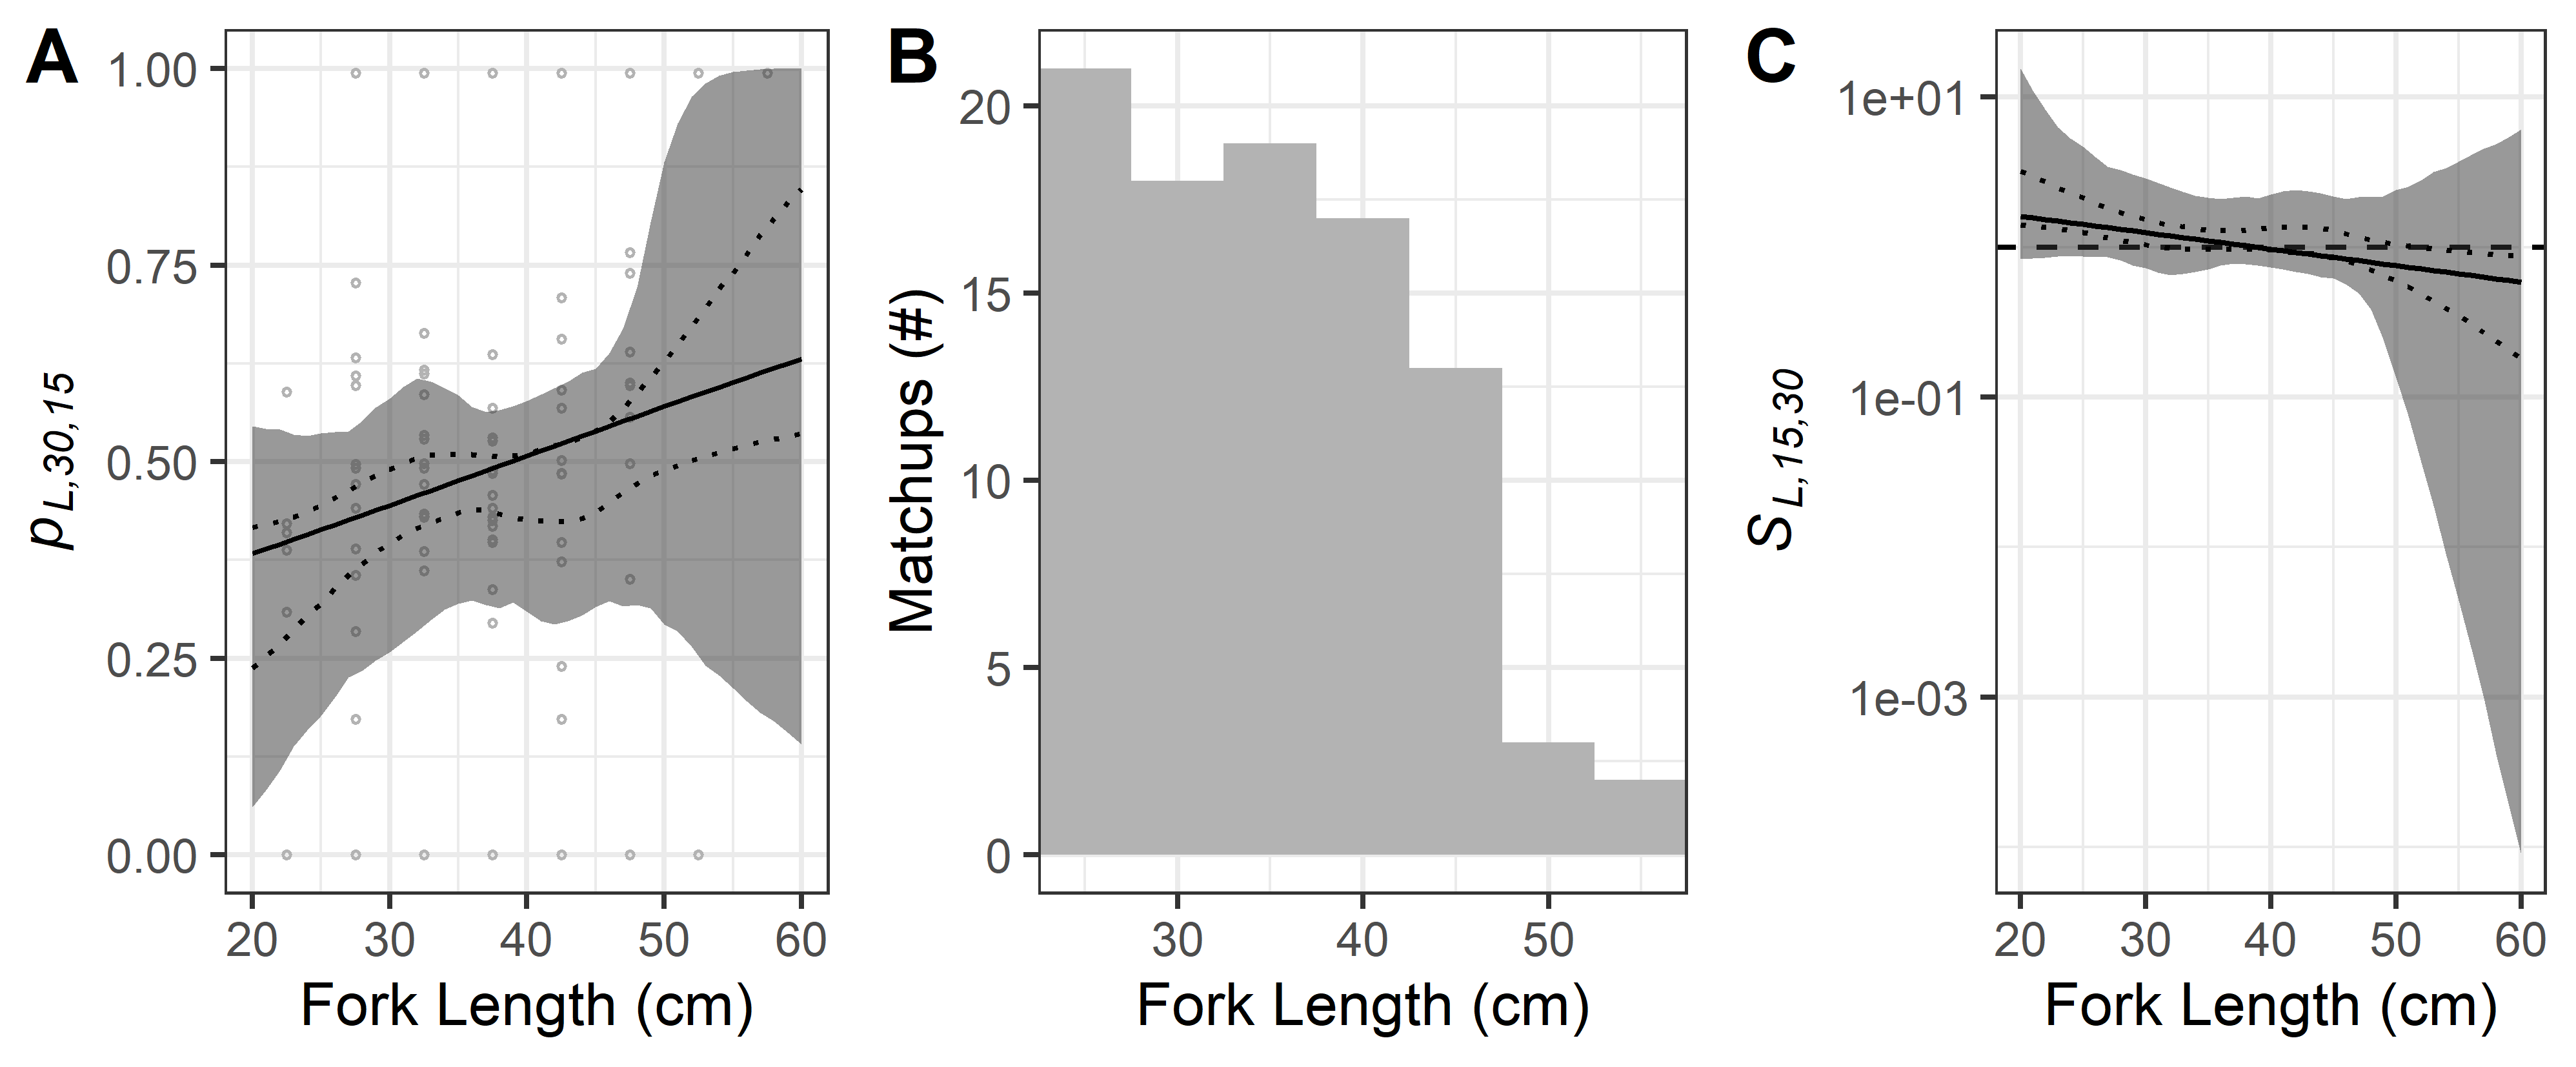 A
1.00
0.75
0.50
0.25
0.00
20 30 40 50 60
Fork Length (cm)
p L,30,15
B
20
15
10
5
0
30 40 50
Fork Length (cm)
Matchups (#)
C
1e+01
1e-01
1e-03
20 30 40 50 60
Fork Length (cm)
S L,15,30